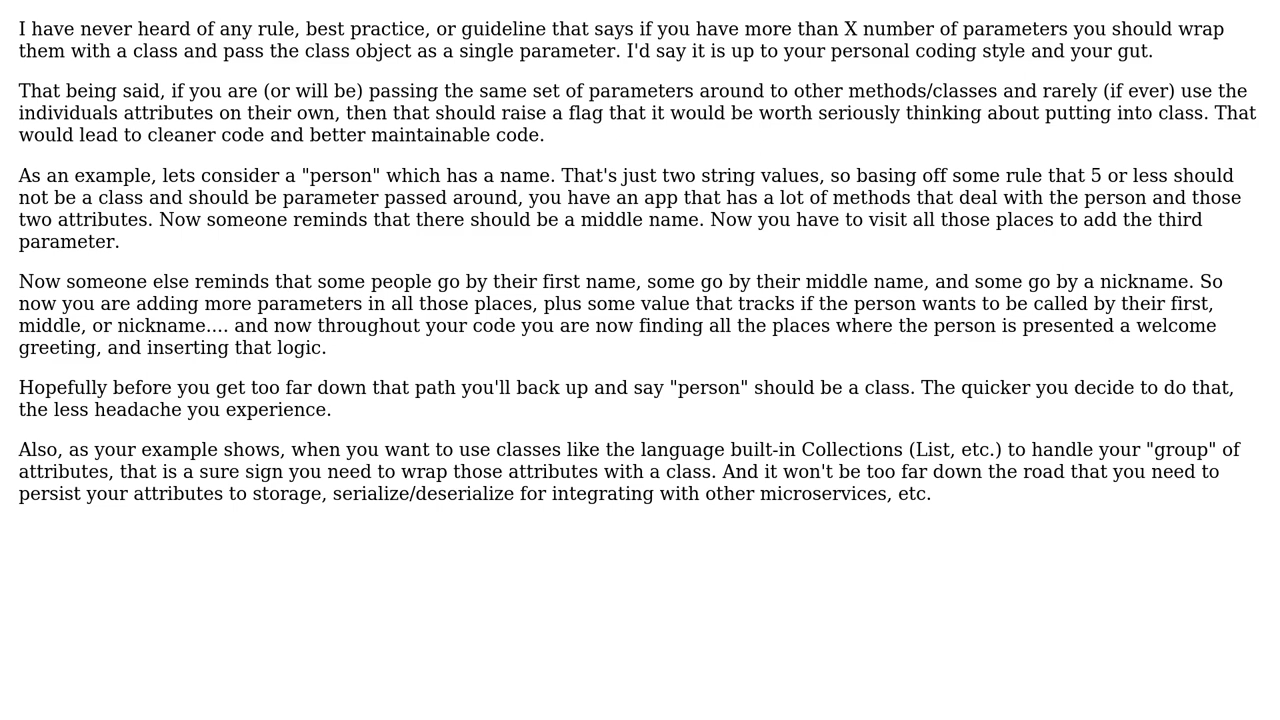 I have never heard of any rule, best practice, or guideline that says if you have more than X number of parameters you should wrap
them with a class and pass the class object as a single parameter. I'd say it is up to your personal coding style and your gut.
That being said, if you are (or will be) passing the same set of parameters around to other methods/classes and rarely (if ever) use the
individuals attributes on their own, then that should raise a flag that it would be worth seriously thinking about putting into class. That
would lead to cleaner code and better maintainable code.
As an example, lets consider a "person" which has a name. That's just two string values, so basing off some rule that 5 or less should
not be a class and should be parameter passed around, you have an app that has a lot of methods that deal with the person and those
two attributes. Now someone reminds that there should be a middle name. Now you have to visit all those places to add the third
parameter.
Now someone else reminds that some people go by their first name, some go by their middle name, and some go by a nickname. So
now you are adding more parameters in all those places, plus some value that tracks if the person wants to be called by their first,
middle, or nickname.... and now throughout your code you are now finding all the places where the person is presented a welcome
greeting, and inserting that logic.
Hopefully before you get too far down that path you'll back up and say "person" should be a class. The quicker you decide to do that,
the less headache you experience.
Also, as your example shows, when you want to use classes like the language built-in Collections (List, etc.) to handle your "group" of
attributes, that is a sure sign you need to wrap those attributes with a class. And it won't be too far down the road that you need to
persist your attributes to storage, serialize/deserialize for integrating with other microservices, etc.